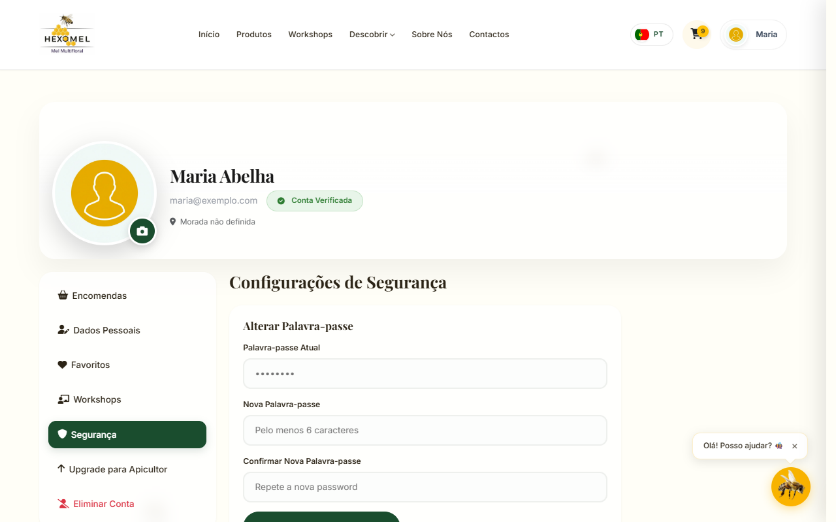 HEXOMEL
Mel Multifloral
Início
Produtos
Workshops
Descobrir
Sobre Nós
Contactos
PT
9
Maria
Maria Abelha
maria@exemplo.com
Conta Verificada
Morada não definida
Encomendas
Dados Pessoais
Favoritos
Workshops
Segurança
Upgrade para Apicultor
Eliminar Conta
Configurações de Segurança
Alterar Palavra-passe
Palavra-passe Atual
••••••••
Nova Palavra-passe
Pelo menos 6 caracteres
Confirmar Nova Palavra-passe
Repete a nova password
Olá! Posso ajudar? 🐝
×